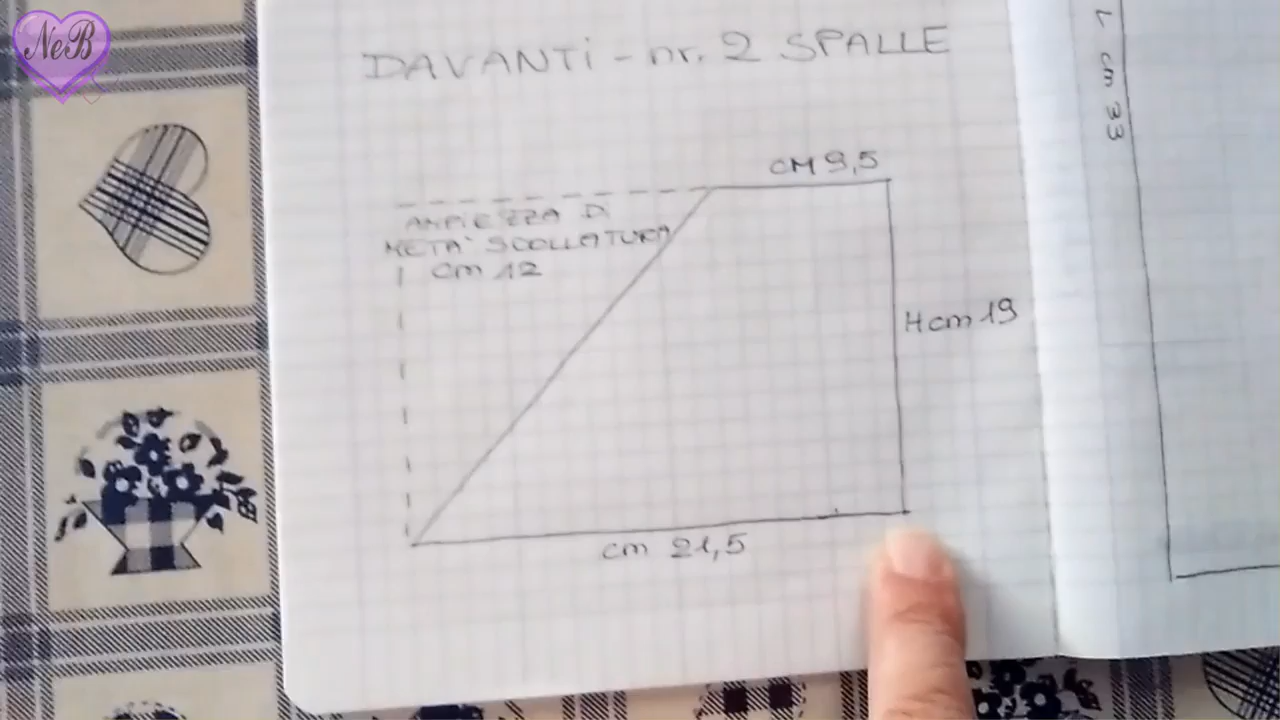 NeB
DAVANTi - nr. 2 SPALLE
CM 9,5
AMPIEZZA Di
META' SCOLLATURA
cm 12
H cm 19
cm 21,5
L cm 33